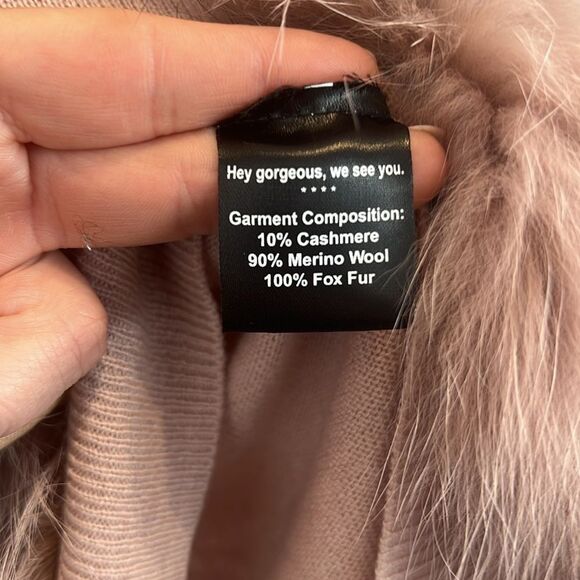 Hey gorgeous, we see you.
****
Garment Composition:
10% Cashmere
90% Merino Wool
100% Fox Fur